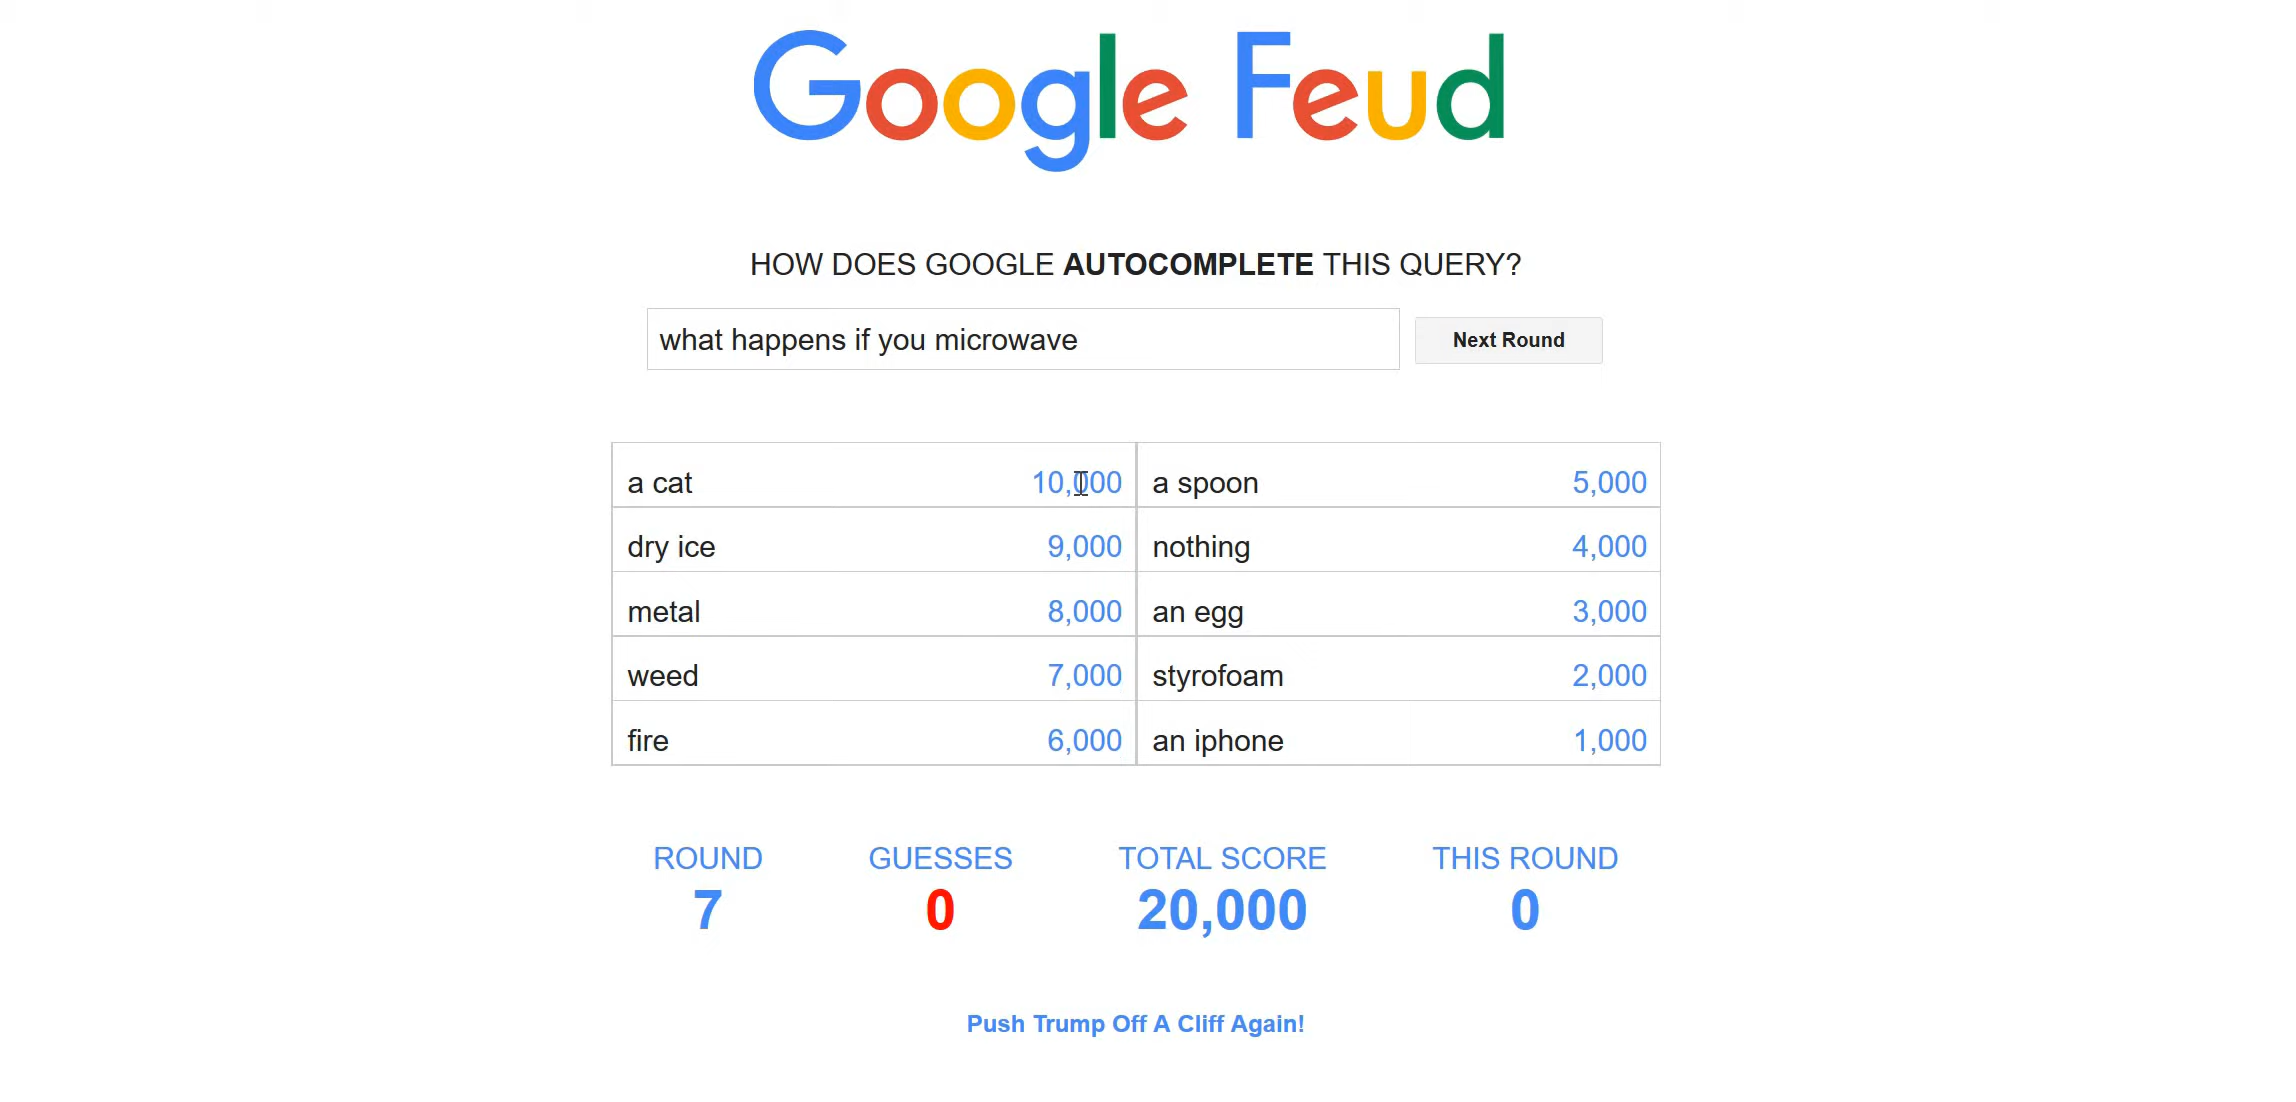 Google Feud
HOW DOES GOOGLE AUTOCOMPLETE THIS QUERY?
what happens if you microwave
Next Round
a cat 10,000 a spoon 5,000
dry ice 9,000 nothing 4,000
metal 8,000 an egg 3,000
weed 7,000 styrofoam 2,000
fire 6,000 an iphone 1,000
ROUND GUESSES TOTAL SCORE THIS ROUND
7 0 20,000 0
Push Trump Off A Cliff Again!